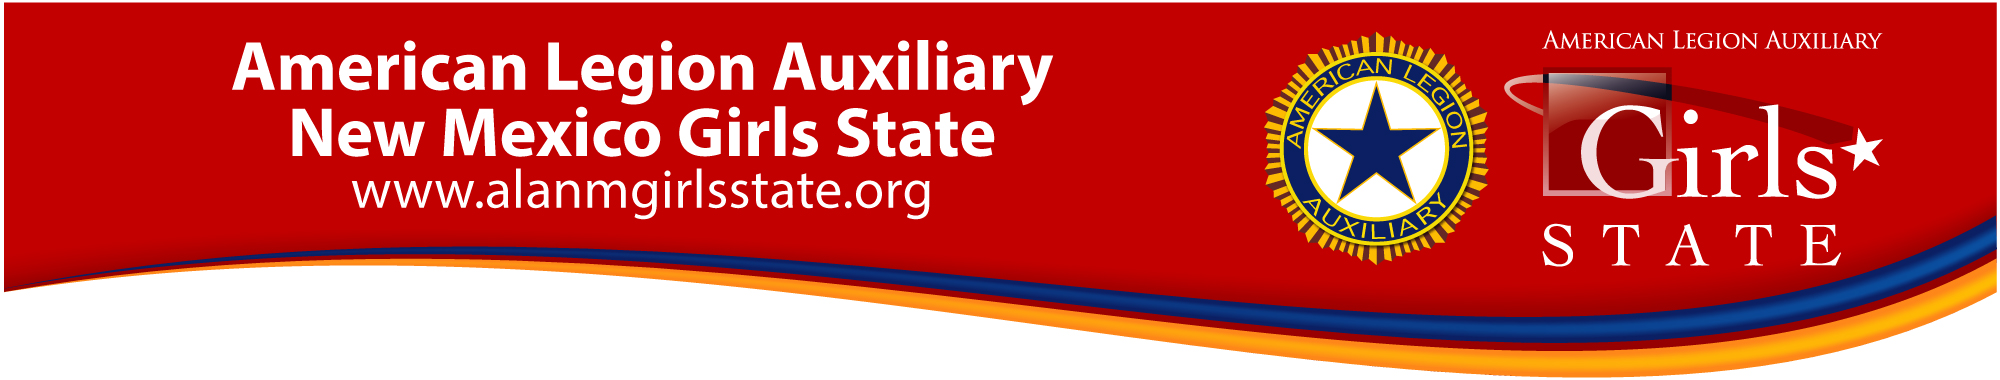 American Legion Auxiliary
New Mexico Girls State
www.alanmgirlsstate.org
AMERICAN LEGION
AUXILIARY
AMERICAN LEGION AUXILIARY
Girls
STATE